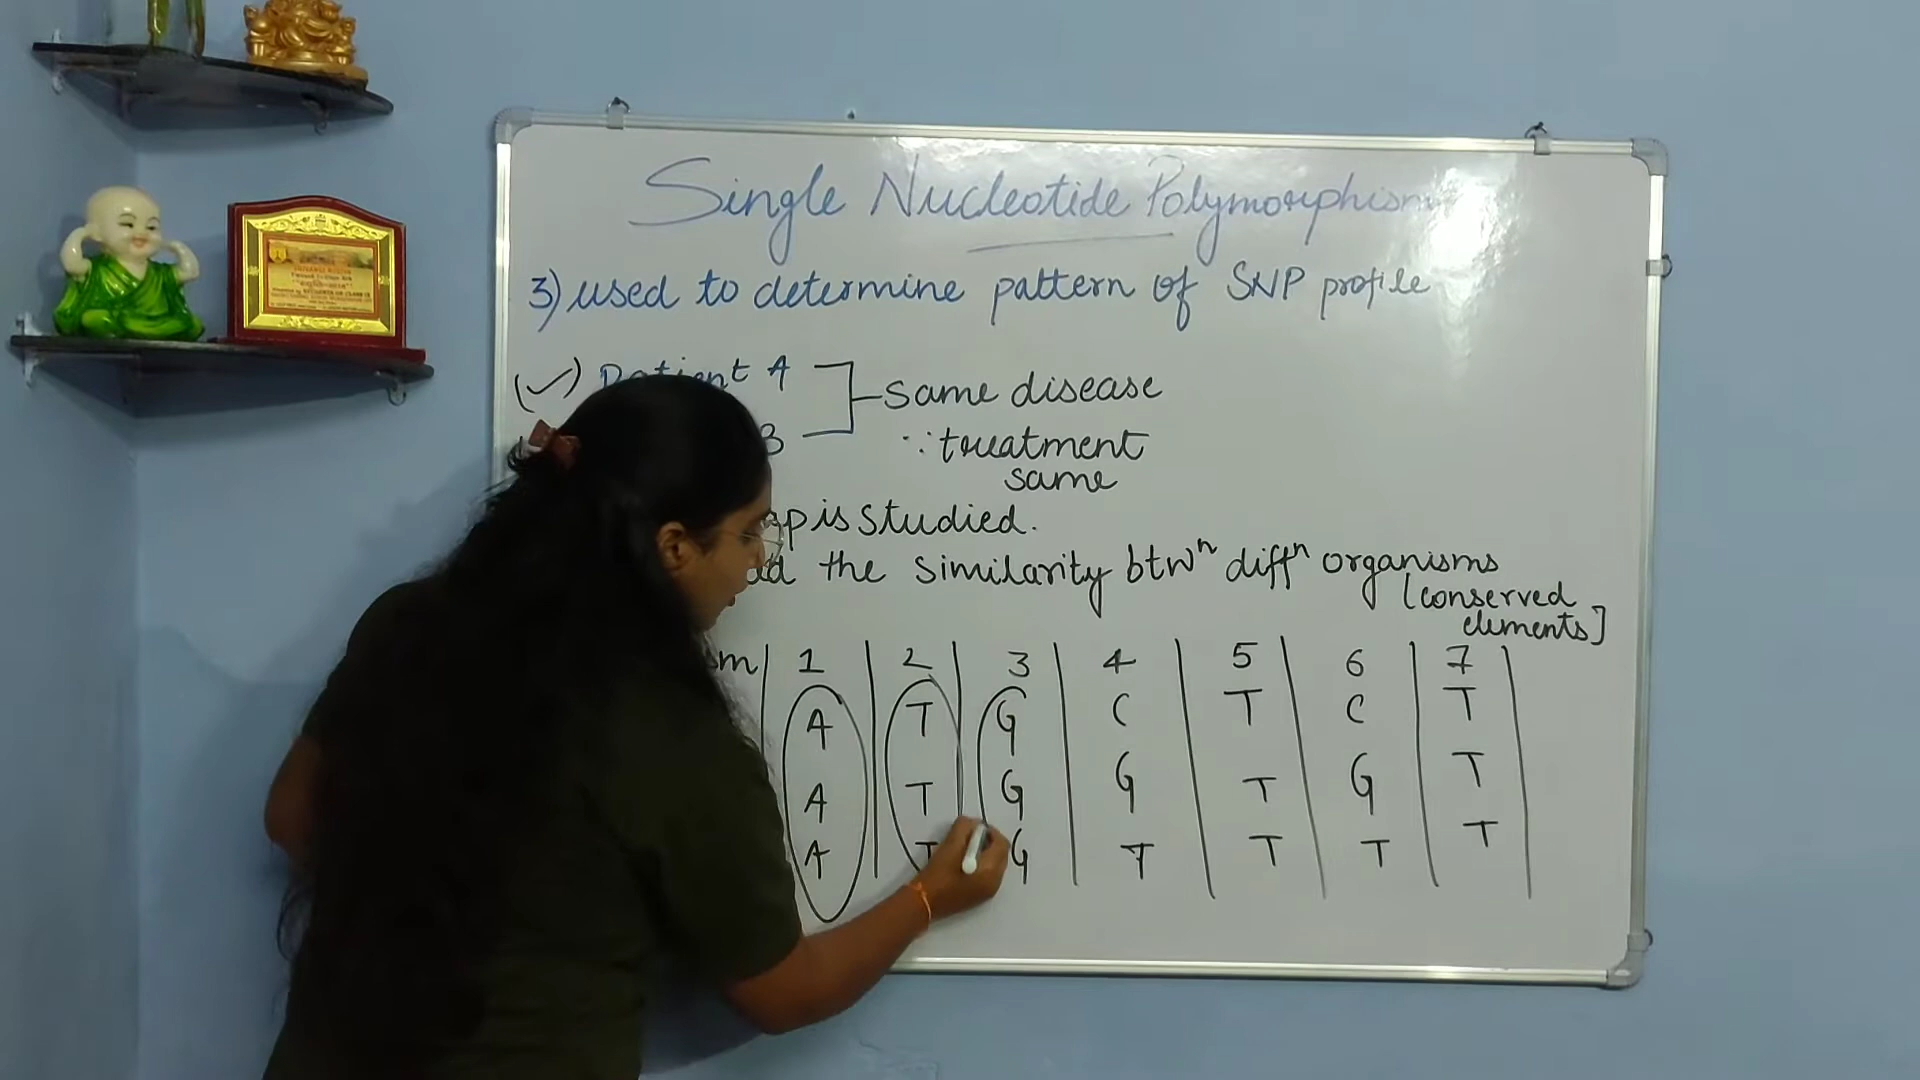 Single Nucleotide Polymorphism
3) used to determine pattern of SNP profile
(✓) Patient A
same disease
B
∵ treatment
same
is studied.
the similarity btwⁿ diffⁿ organisms
[conserved
elements]
1 2 3 4 5 6 7
A T G C T C T
A T G G T G T
A T G T T T T